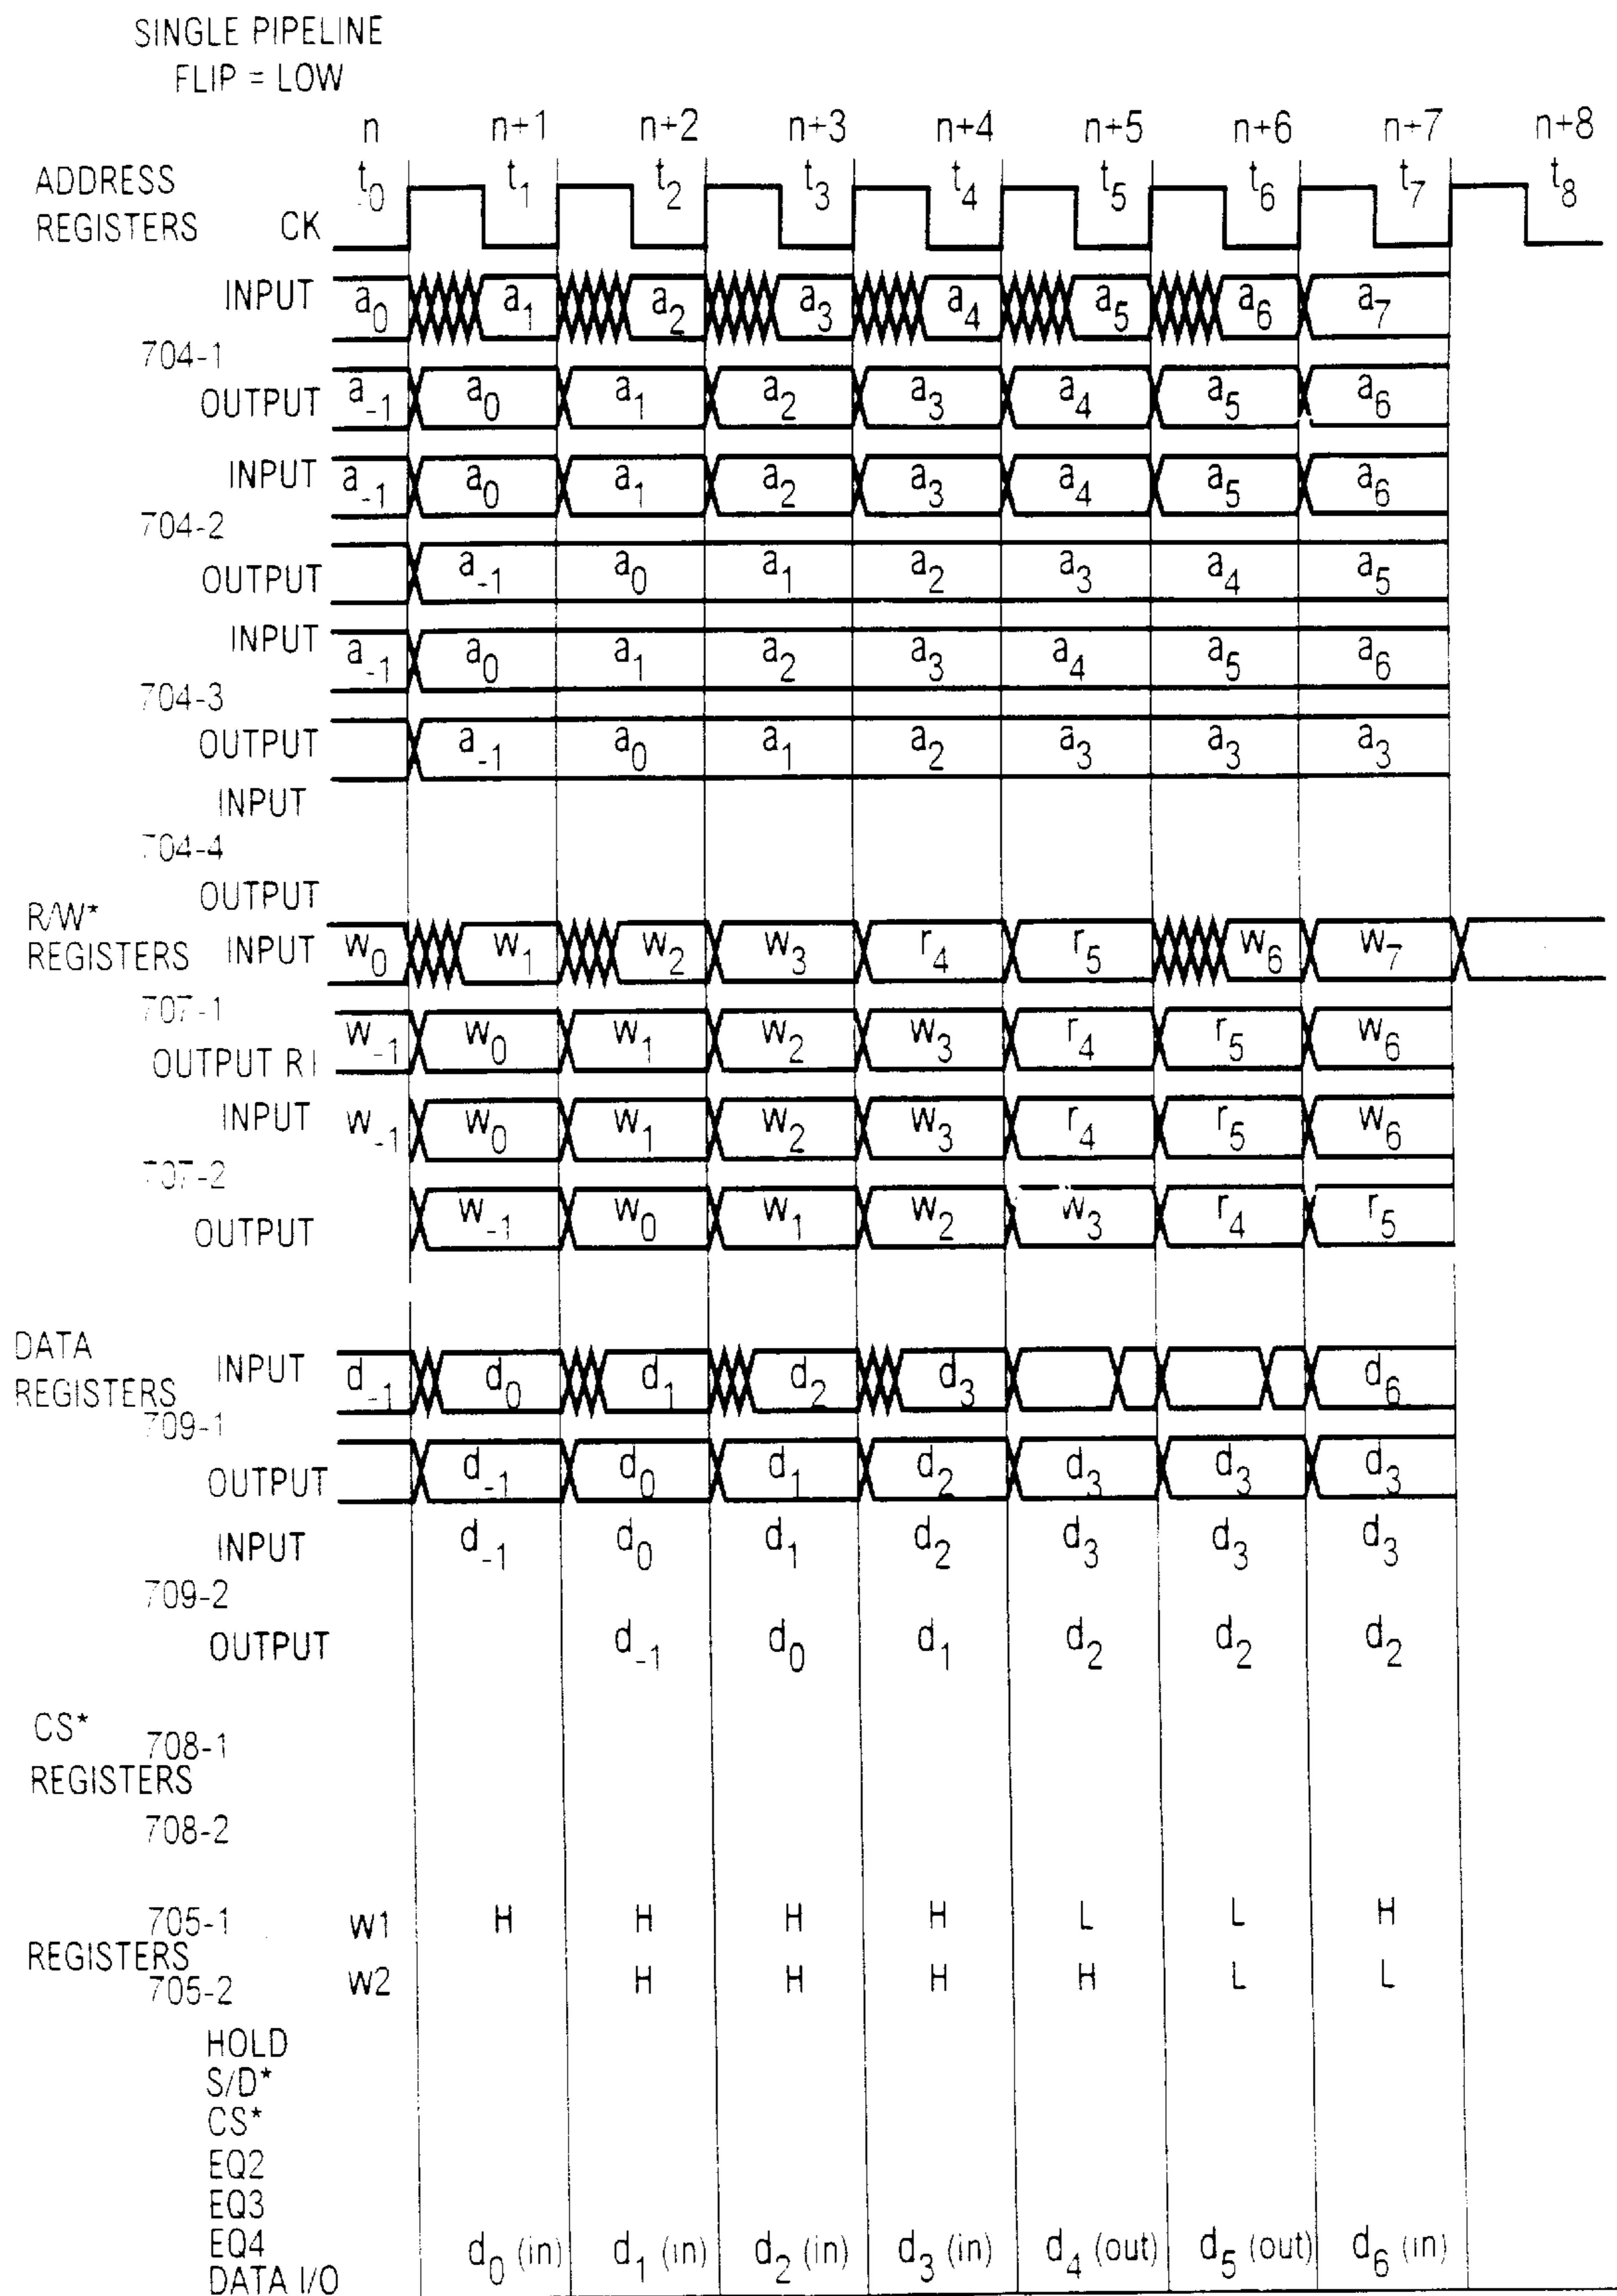 SINGLE PIPELINE
FLIP = LOW
n n+1 n+2 n+3 n+4 n+5 n+6 n+7 n+8
t0 t1 t2 t3 t4 t5 t6 t7 t8
ADDRESS
REGISTERS CK
INPUT a0 a1 a2 a3 a4 a5 a6 a7
704-1
OUTPUT a-1 a0 a1 a2 a3 a4 a5 a6
INPUT a-1 a0 a1 a2 a3 a4 a5 a6
704-2
OUTPUT a-1 a0 a1 a2 a3 a4 a5
INPUT a-1 a0 a1 a2 a3 a4 a5 a6
704-3
OUTPUT a-1 a0 a1 a2 a3 a3 a3
INPUT
704-4
OUTPUT
R/W*
REGISTERS INPUT w0 w1 w2 w3 r4 r5 w6 w7
707-1
OUTPUT R1 w-1 w0 w1 w2 w3 r4 r5 w6
INPUT w-1 w0 w1 w2 w3 r4 r5 w6
707-2
OUTPUT w-1 w0 w1 w2 w3 r4 r5
DATA
REGISTERS INPUT d-1 d0 d1 d2 d3 d6
709-1
OUTPUT d-1 d0 d1 d2 d3 d3 d3
INPUT d-1 d0 d1 d2 d3 d3 d3
709-2
OUTPUT d-1 d0 d1 d2 d2 d2
CS*
708-1
REGISTERS
708-2
705-1 W1 H H H H L L H
REGISTERS
705-2 W2 H H H H L L
HOLD
S/D*
CS*
EQ2
EQ3
EQ4
DATA I/O d0 (in) d1 (in) d2 (in) d3 (in) d4 (out) d5 (out) d6 (in)